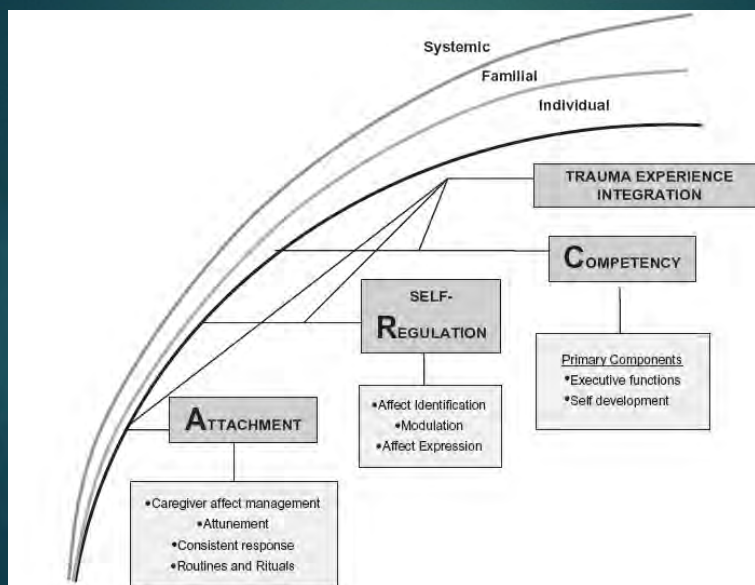 Systemic
Familial
Individual
TRAUMA EXPERIENCE
INTEGRATION
COMPETENCY
Primary Components
•Executive functions
•Self development
SELF-
REGULATION
•Affect Identification
•Modulation
•Affect Expression
ATTACHMENT
•Caregiver affect management
•Attunement
•Consistent response
•Routines and Rituals